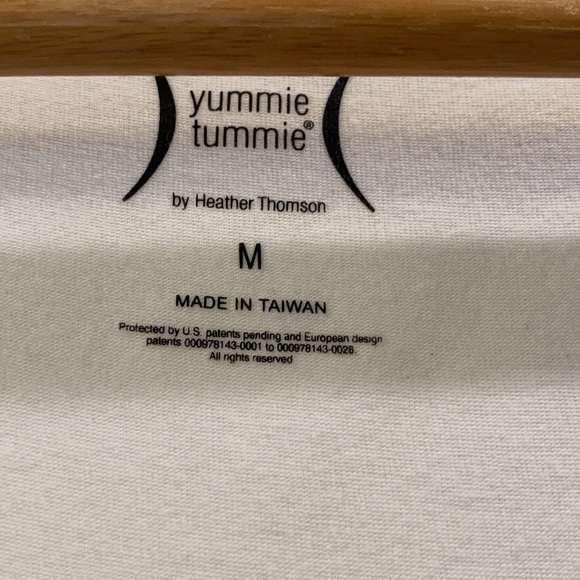 yummie
tummie®
by Heather Thomson
M
MADE IN TAIWAN
Protected by U.S. patents pending and European design
patents 000978143-0001 to 000978143-0028.
All rights reserved